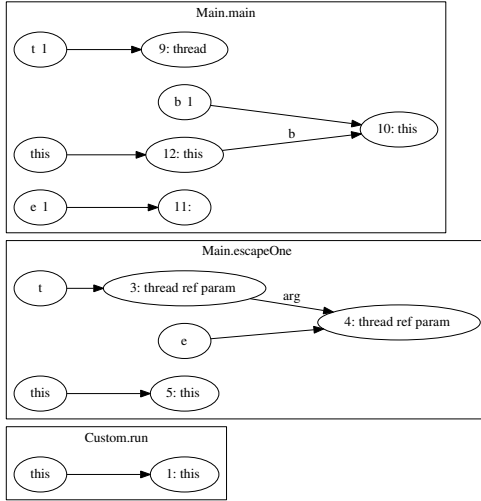 Main.main
t 1
9: thread
b 1
10: this
b
this
12: this
e 1
11:
Main.escapeOne
t
3: thread ref param
arg
4: thread ref param
e
this
5: this
Custom.run
this
1: this